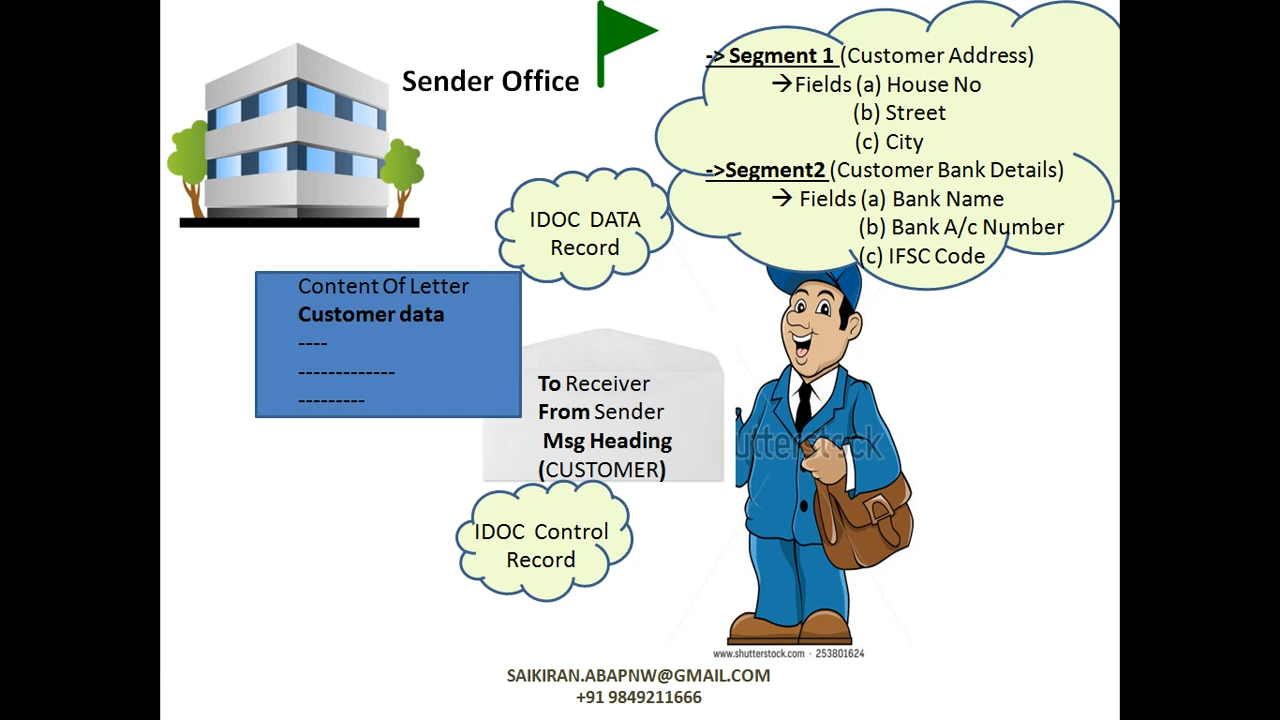 Sender Office
-> Segment 1 (Customer Address)
→Fields (a) House No
(b) Street
(c) City
->Segment2 (Customer Bank Details)
→ Fields (a) Bank Name
(b) Bank A/c Number
(c) IFSC Code
IDOC DATA
Record
Content Of Letter
Customer data
----
-------------
---------
To Receiver
From Sender
Msg Heading
(CUSTOMER)
shutterstock
IDOC Control
Record
www.shutterstock.com · 253801624
SAIKIRAN.ABAPNW@GMAIL.COM
+91 9849211666